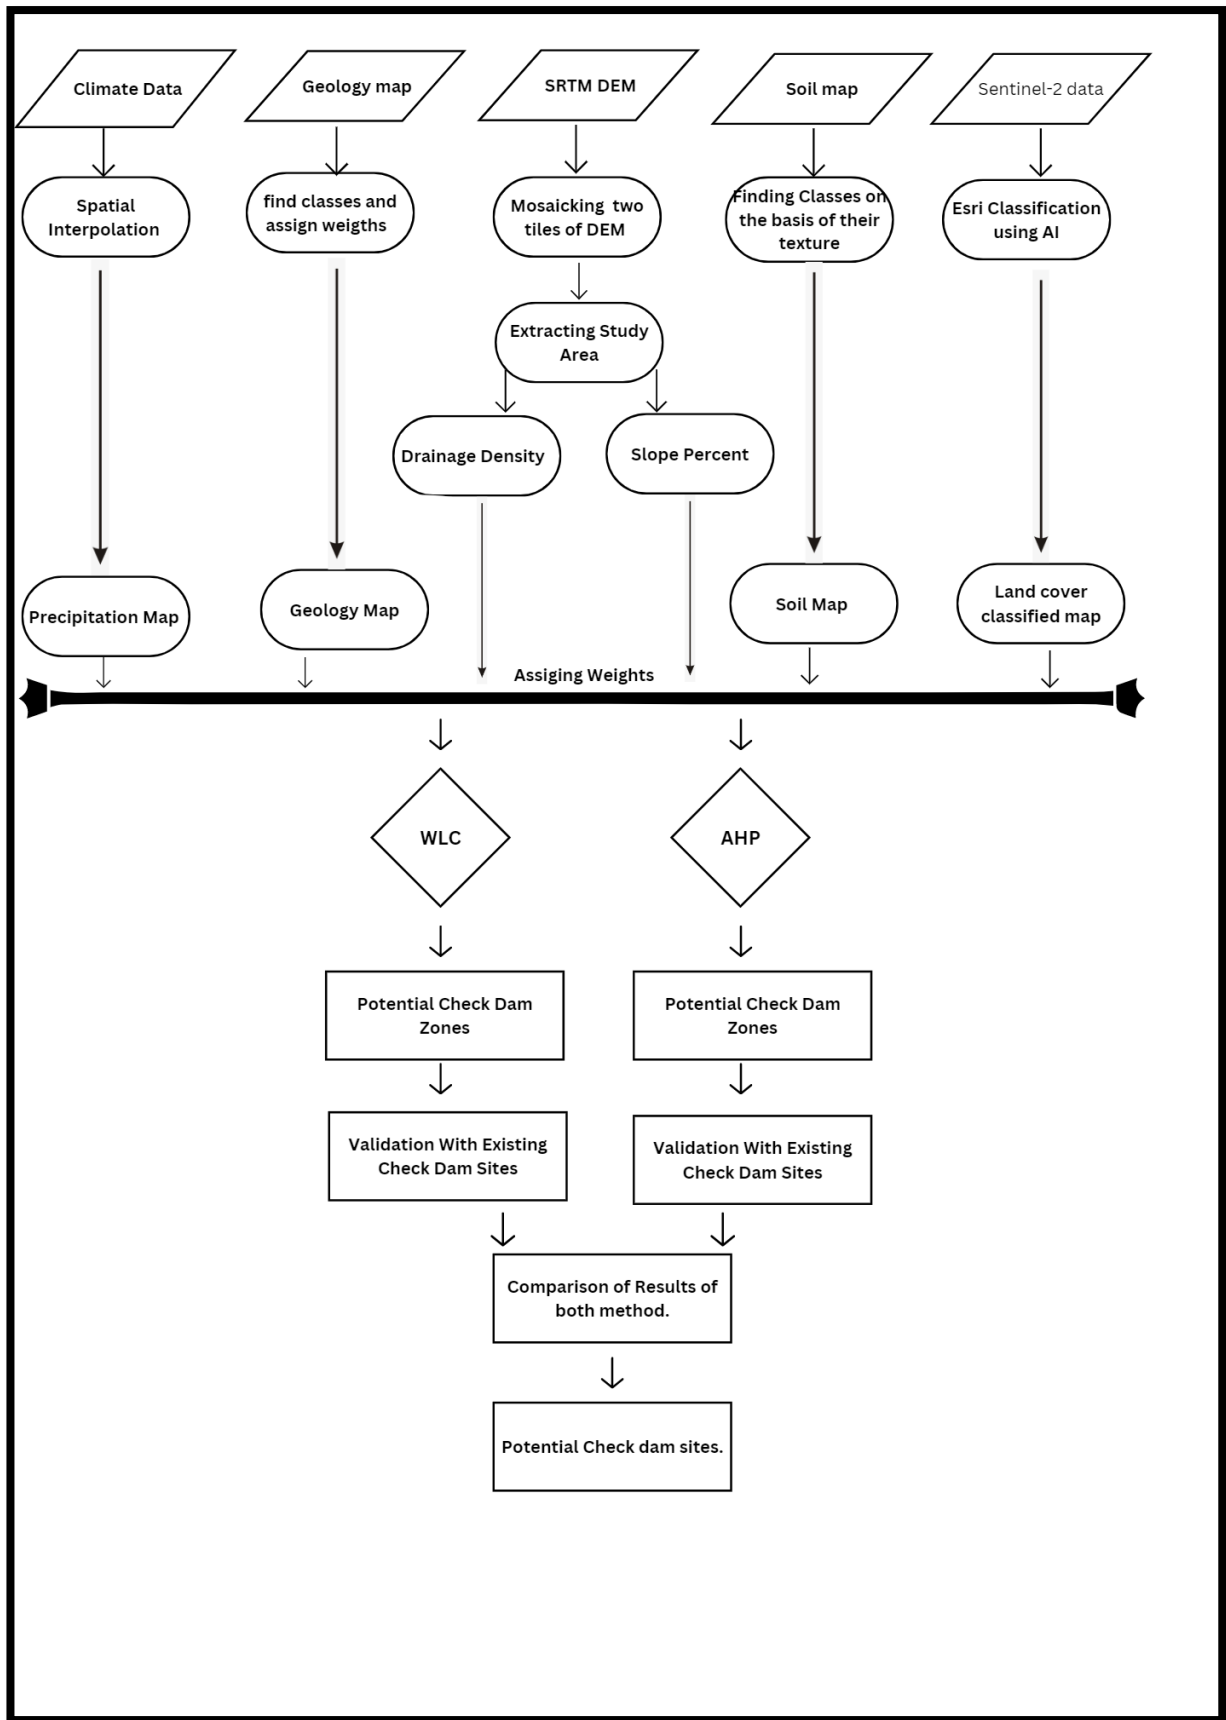 Climate Data
Geology map
SRTM DEM
Soil map
Sentinel-2 data
Spatial
Interpolation
find classes and
assign weigths
Mosaicking two
tiles of DEM
Finding Classes on
the basis of their
texture
Esri Classification
using AI
Extracting Study
Area
Drainage Density
Slope Percent
Precipitation Map
Geology Map
Soil Map
Land cover
classified map
Assiging Weights
WLC
AHP
Potential Check Dam
Zones
Potential Check Dam
Zones
Validation With Existing
Check Dam Sites
Validation With Existing
Check Dam Sites
Comparison of Results of
both method.
Potential Check dam sites.